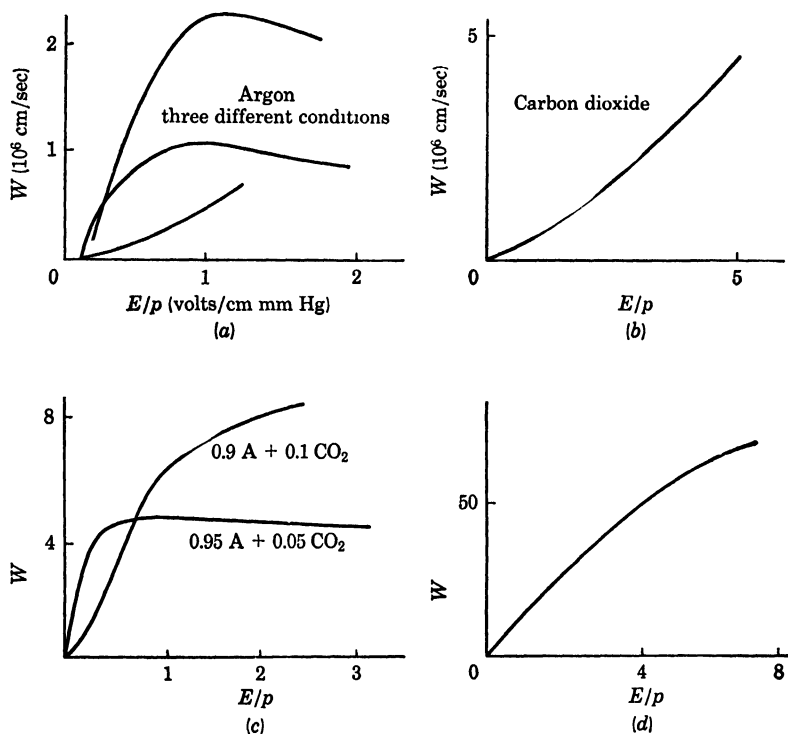 2
1
0
1
2
W (10⁶ cm/sec)
Argon
three different conditions
E/p (volts/cm mm Hg)
(a)
5
0
5
W (10⁶ cm/sec)
Carbon dioxide
E/p
(b)
8
4
1
2
3
W
0.9 A + 0.1 CO₂
0.95 A + 0.05 CO₂
E/p
(c)
50
0
4
8
W
E/p
(d)